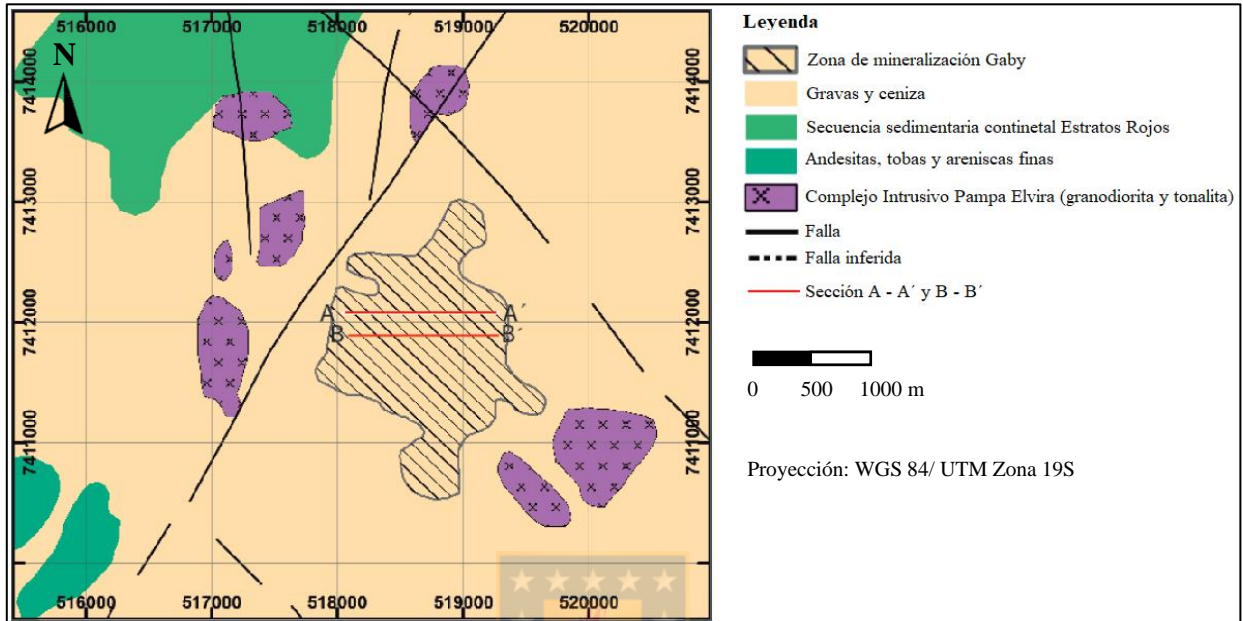 516000 517000 518000 519000 520000
N
7414000
7413000
7412000
7411000
7414000
7413000
7412000
7411000
A A´
B B´
516000 517000 518000 519000 520000
Leyenda
Zona de mineralización Gaby
Gravas y ceniza
Secuencia sedimentaria continetal Estratos Rojos
Andesitas, tobas y areniscas finas
Complejo Intrusivo Pampa Elvira (granodiorita y tonalita)
Falla
Falla inferida
Sección A - A´ y B - B´
0 500 1000 m
Proyección: WGS 84/ UTM Zona 19S